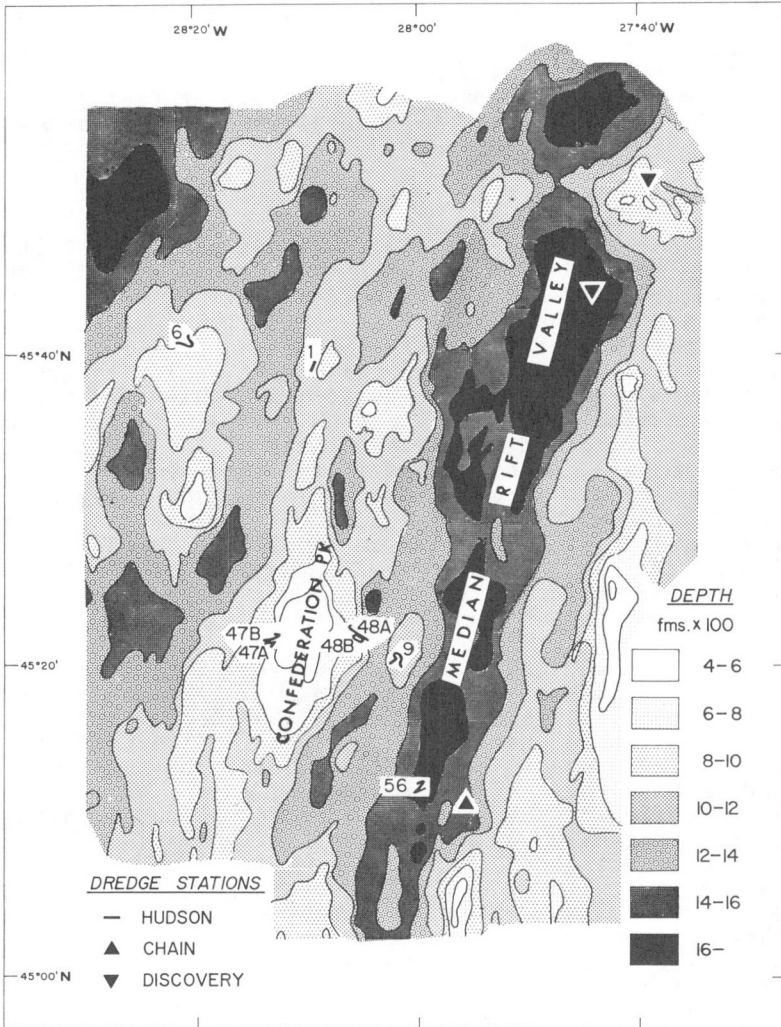 28°20' W
28°00'
27°40'
45°40' N
45°20'
45°00' N
6
1
VALLEY
RIFT
MEDIAN
CONFEDERATION PK
47B
47A
48A
48B
9
56
DEPTH
fms. x 100
4-6
6-8
8-10
10-12
12-14
14-16
16-
DREDGE STATIONS
HUDSON
CHAIN
DISCOVERY